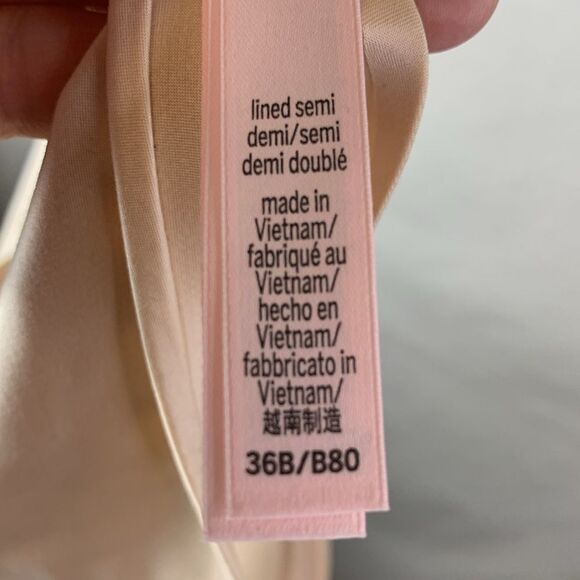 lined semi
demi/semi
demi doublé
made in
Vietnam/
fabriqué au
Vietnam/
hecho en
Vietnam/
fabbricato in
Vietnam/
越南制造
36B/B80